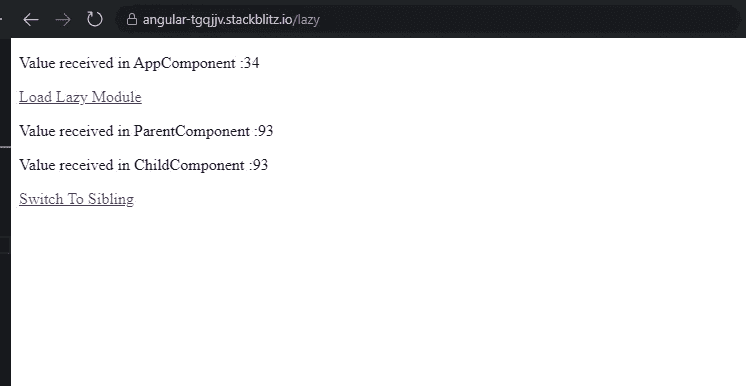 angular-tgqjjv.stackblitz.io/lazy
Value received in AppComponent :34
Load Lazy Module
Value received in ParentComponent :93
Value received in ChildComponent :93
Switch To Sibling